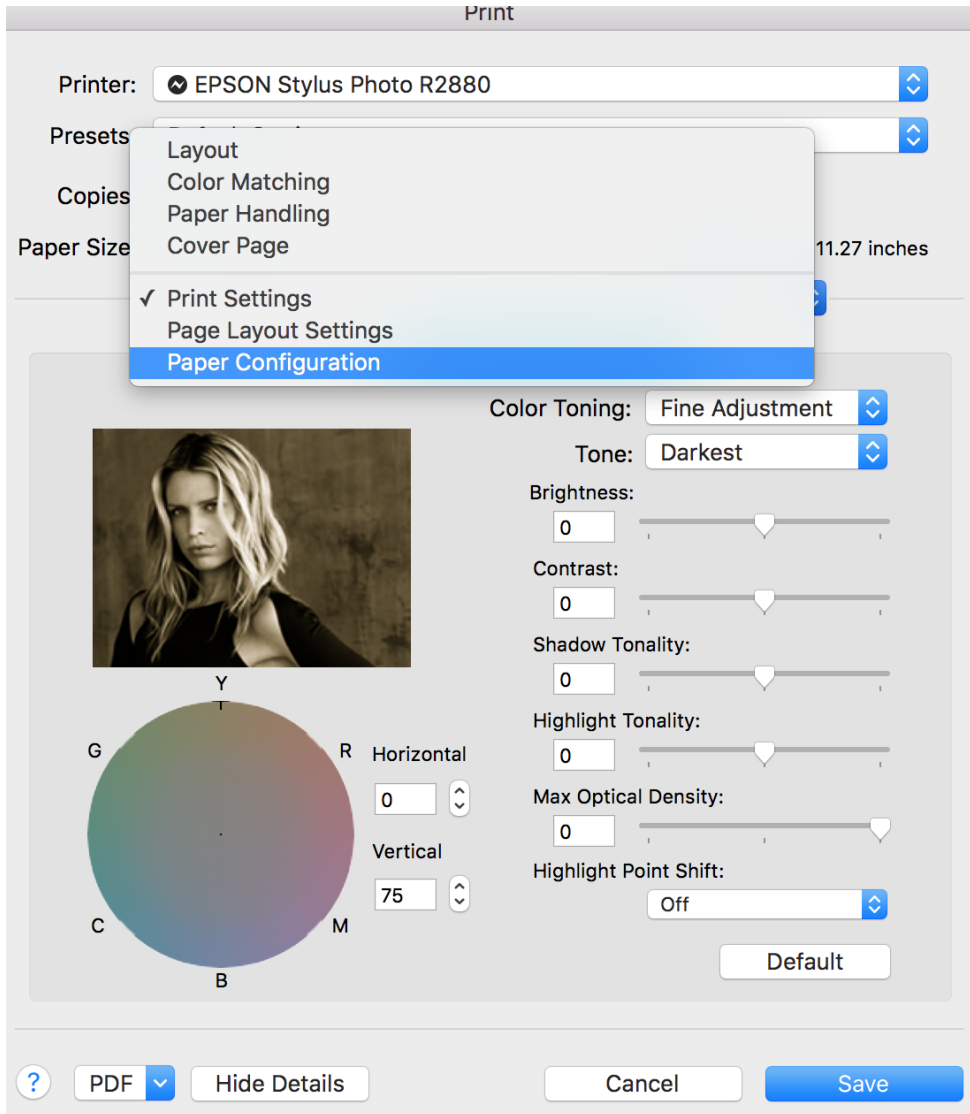 Print
Printer: EPSON Stylus Photo R2880
Presets
Layout
Color Matching
Copies
Paper Handling
Cover Page
Paper Size
11.27 inches
✓ Print Settings
Page Layout Settings
Paper Configuration
Color Toning: Fine Adjustment
Tone: Darkest
Brightness:
0
Contrast:
0
Shadow Tonality:
0
Highlight Tonality:
0
Max Optical Density:
0
Highlight Point Shift:
Off
Default
Y
G
R
C
M
B
Horizontal
0
Vertical
75
?
PDF
Hide Details
Cancel
Save